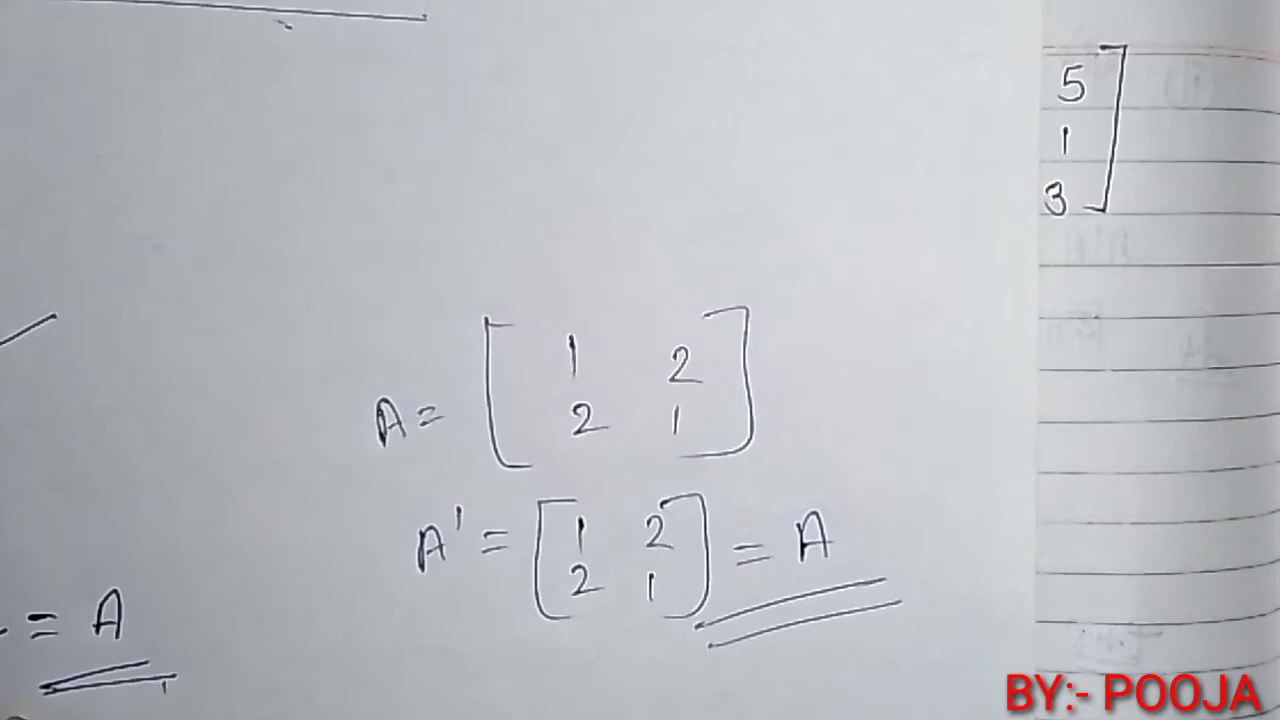 5
1
3
A = [ 1 2
2 1 ]
A' = [ 1 2
2 1 ] = A
= A
BY:- POOJA